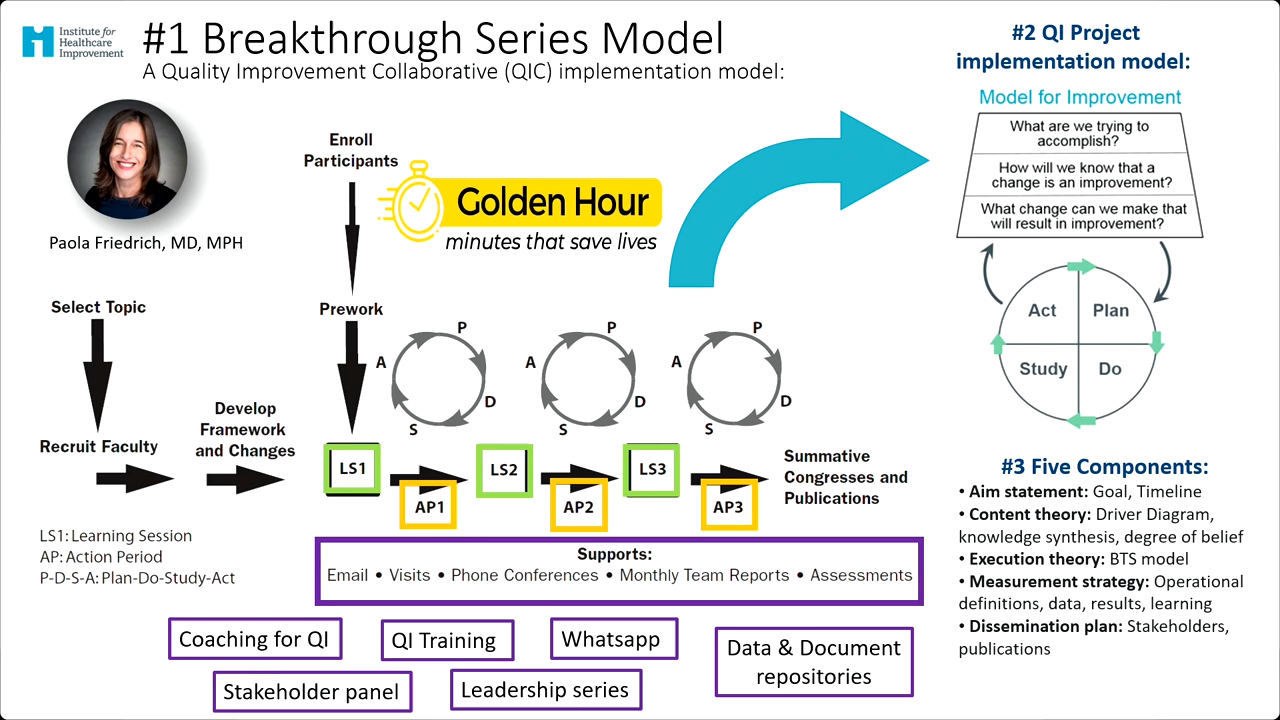 Institute for
Healthcare
Improvement
#1 Breakthrough Series Model
A Quality Improvement Collaborative (QIC) implementation model:
Paola Friedrich, MD, MPH
Enroll
Participants
Golden Hour
minutes that save lives
Select Topic
Prework
Recruit Faculty
Develop
Framework
and Changes
P
A
D
S
P
A
D
S
P
A
D
S
LS1
AP1
LS2
AP2
LS3
AP3
Summative
Congresses and
Publications
LS1: Learning Session
AP: Action Period
P-D-S-A: Plan-Do-Study-Act
Supports:
Email • Visits • Phone Conferences • Monthly Team Reports • Assessments
Coaching for QI
QI Training
Whatsapp
Data & Document
repositories
Stakeholder panel
Leadership series
#2 QI Project
implementation model:
Model for Improvement
What are we trying to
accomplish?
How will we know that a
change is an improvement?
What change can we make that
will result in improvement?
Act
Plan
Study
Do
#3 Five Components:
• Aim statement: Goal, Timeline
• Content theory: Driver Diagram,
knowledge synthesis, degree of belief
• Execution theory: BTS model
• Measurement strategy: Operational
definitions, data, results, learning
• Dissemination plan: Stakeholders,
publications